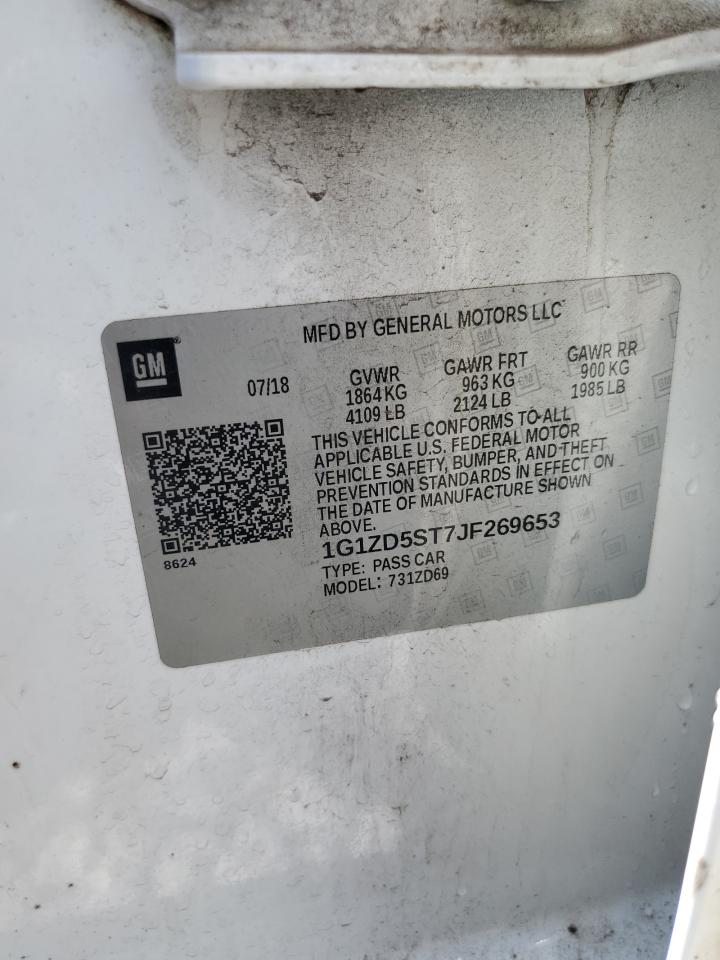 MFD BY GENERAL MOTORS LLC
GM®
07/18
GVWR
1864 KG
4109 LB
GAWR FRT
963 KG
2124 LB
GAWR RR
900 KG
1985 LB
THIS VEHICLE CONFORMS TO ALL
APPLICABLE U.S. FEDERAL MOTOR
VEHICLE SAFETY, BUMPER, AND THEFT
PREVENTION STANDARDS IN EFFECT ON
THE DATE OF MANUFACTURE SHOWN
ABOVE.
1G1ZD5ST7JF269653
TYPE: PASS CAR
MODEL: 731ZD69
8624